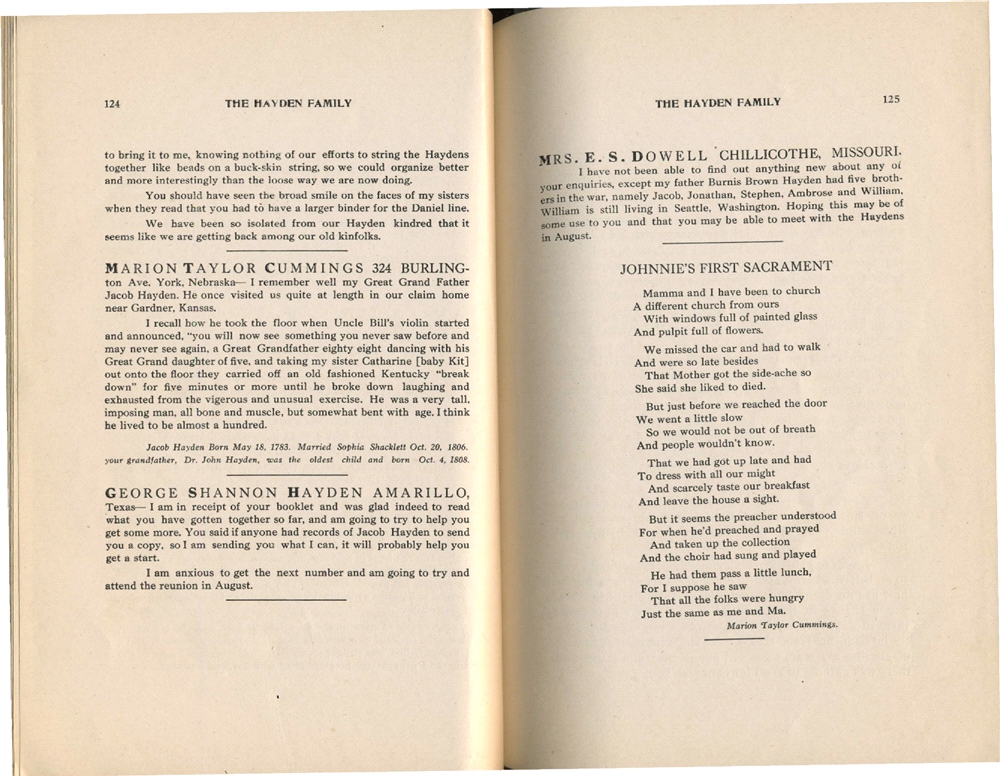 124
THE HAYDEN FAMILY
to bring it to me, knowing nothing of our efforts to string the Haydens
together like beads on a buck-skin string, so we could organize better
and more interestingly than the loose way we are now doing.
You should have seen the broad smile on the faces of my sisters
when they read that you had to have a larger binder for the Daniel line.
We have been so isolated from our Hayden kindred that it
seems like we are getting back among our old kinfolks.
MARION TAYLOR CUMMINGS 324 BURLING-
ton Ave. York, Nebraska— I remember well my Great Grand Father
Jacob Hayden. He once visited us quite at length in our claim home
near Gardner, Kansas.
I recall how he took the floor when Uncle Bill's violin started
and announced, "you will now see something you never saw before and
may never see again, a Great Grandfather eighty eight dancing with his
Great Grand daughter of five, and taking my sister Catharine [baby Kit]
out onto the floor they carried off an old fashioned Kentucky "break
down" for five minutes or more until he broke down laughing and
exhausted from the vigerous and unusual exercise. He was a very tall,
imposing man, all bone and muscle, but somewhat bent with age. I think
he lived to be almost a hundred.
Jacob Hayden Born May 18, 1783. Married Sophia Shacklett Oct. 20, 1806.
your grandfather, Dr. John Hayden, was the oldest child and born Oct. 4, 1808.
GEORGE SHANNON HAYDEN AMARILLO,
Texas— I am in receipt of your booklet and was glad indeed to read
what you have gotten together so far, and am going to try to help you
get some more. You said if anyone had records of Jacob Hayden to send
you a copy, so I am sending you what I can, it will probably help you
get a start.
I am anxious to get the next number and am going to try and
attend the reunion in August.
THE HAYDEN FAMILY
125
MRS. E. S. DOWELL CHILLICOTHE, MISSOURI.
I have not been able to find out anything new about any of
your enquiries, except my father Burnis Brown Hayden had five broth-
ers in the war, namely Jacob, Jonathan, Stephen, Ambrose and William,
William is still living in Seattle, Washington. Hoping this may be of
some use to you and that you may be able to meet with the Haydens
in August.
JOHNNIE'S FIRST SACRAMENT
Mamma and I have been to church
A different church from ours
With windows full of painted glass
And pulpit full of flowers.
We missed the car and had to walk
And were so late besides
That Mother got the side-ache so
She said she liked to died.
But just before we reached the door
We went a little slow
So we would not be out of breath
And people wouldn't know.
That we had got up late and had
To dress with all our might
And scarcely taste our breakfast
And leave the house a sight.
But it seems the preacher understood
For when he'd preached and prayed
And taken up the collection
And the choir had sung and played
He had them pass a little lunch,
For I suppose he saw
That all the folks were hungry
Just the same as me and Ma.
Marion Taylor Cummings.